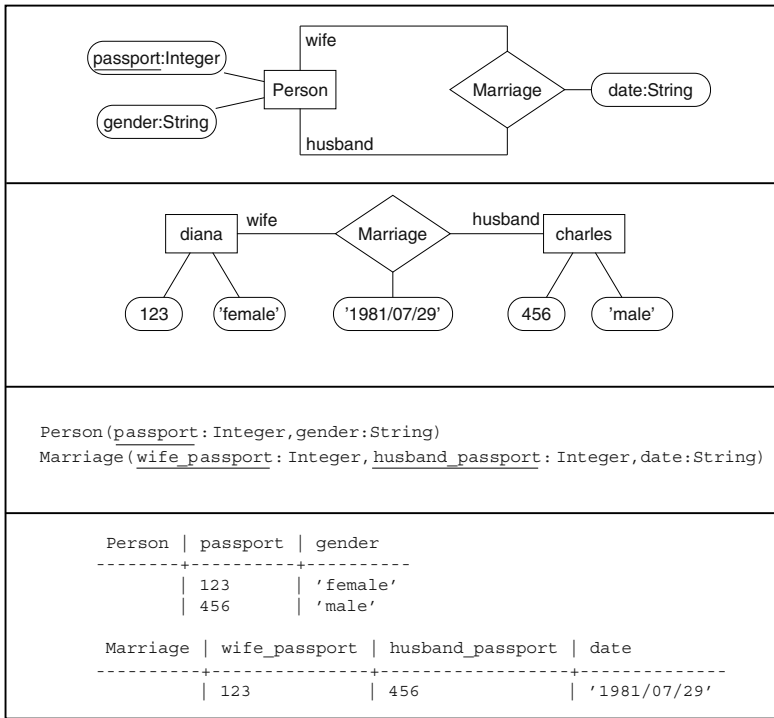 wife
passport:Integer
Person
Marriage
date:String
gender:String
husband
wife
husband
diana
Marriage
charles
123
'female'
'1981/07/29'
456
'male'
Person(passport:Integer,gender:String)
Marriage(wife_passport:Integer,husband_passport:Integer,date:String)
Person | passport | gender
--------+----------+----------
| 123 | 'female'
| 456 | 'male'
Marriage | wife_passport | husband_passport | date
----------+---------------+------------------+--------------
| 123 | 456 | '1981/07/29'